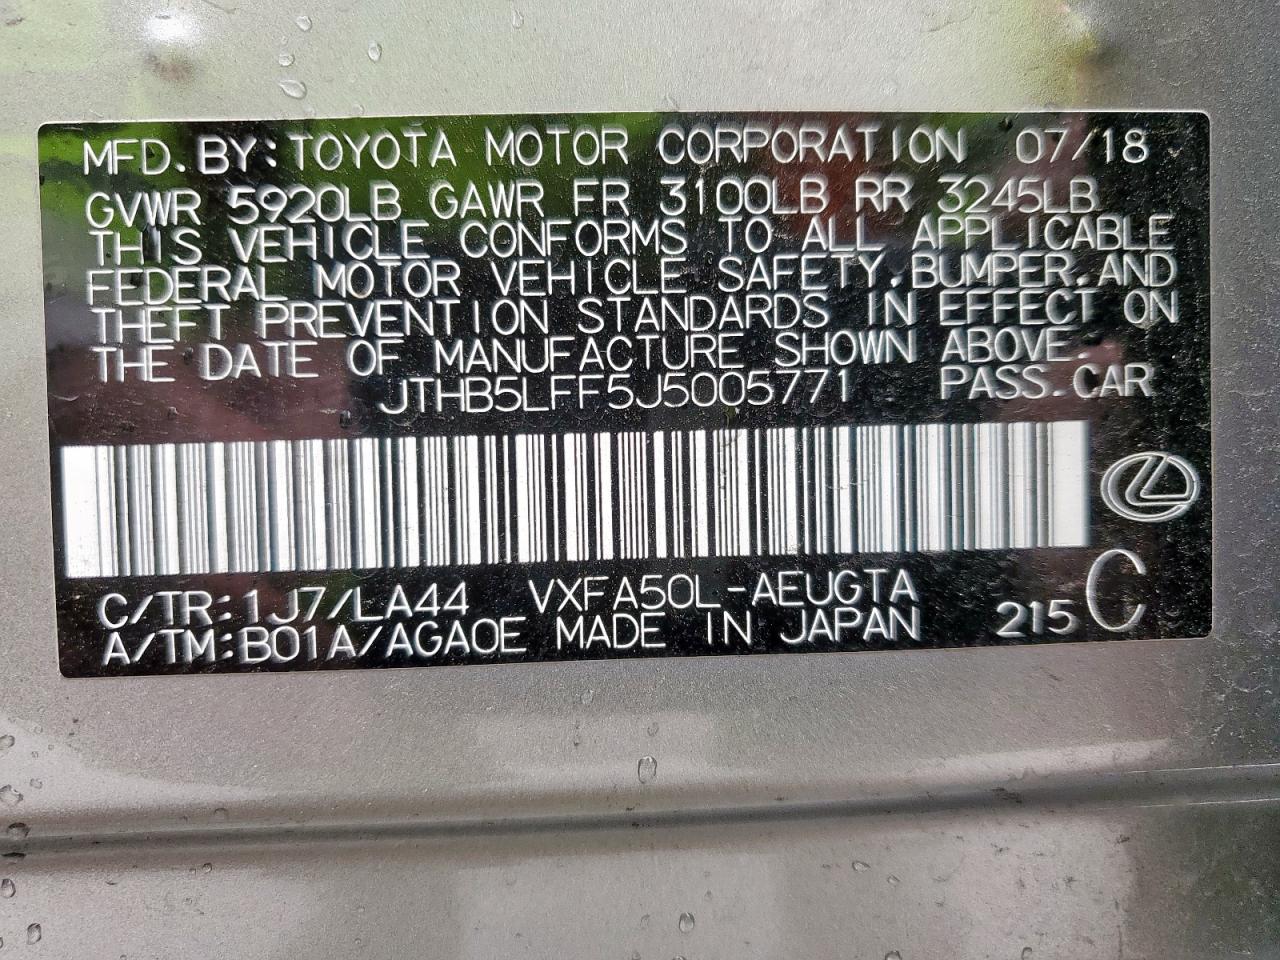 MFD.BY:TOYOTA MOTOR CORPORATION 07/18
GVWR 5920LB GAWR FR 3100LB RR 3245LB
THIS VEHICLE CONFORMS TO ALL APPLICABLE
FEDERAL MOTOR VEHICLE SAFETY,BUMPER,AND
THEFT PREVENTION STANDARDS IN EFFECT ON
THE DATE OF MANUFACTURE SHOWN ABOVE.
JTHB5LFF5J5005771 PASS.CAR
C/TR:1J7/LA44 VXFA50L-AEUGTA
A/TM:B01A/AGA0E MADE IN JAPAN 215 C